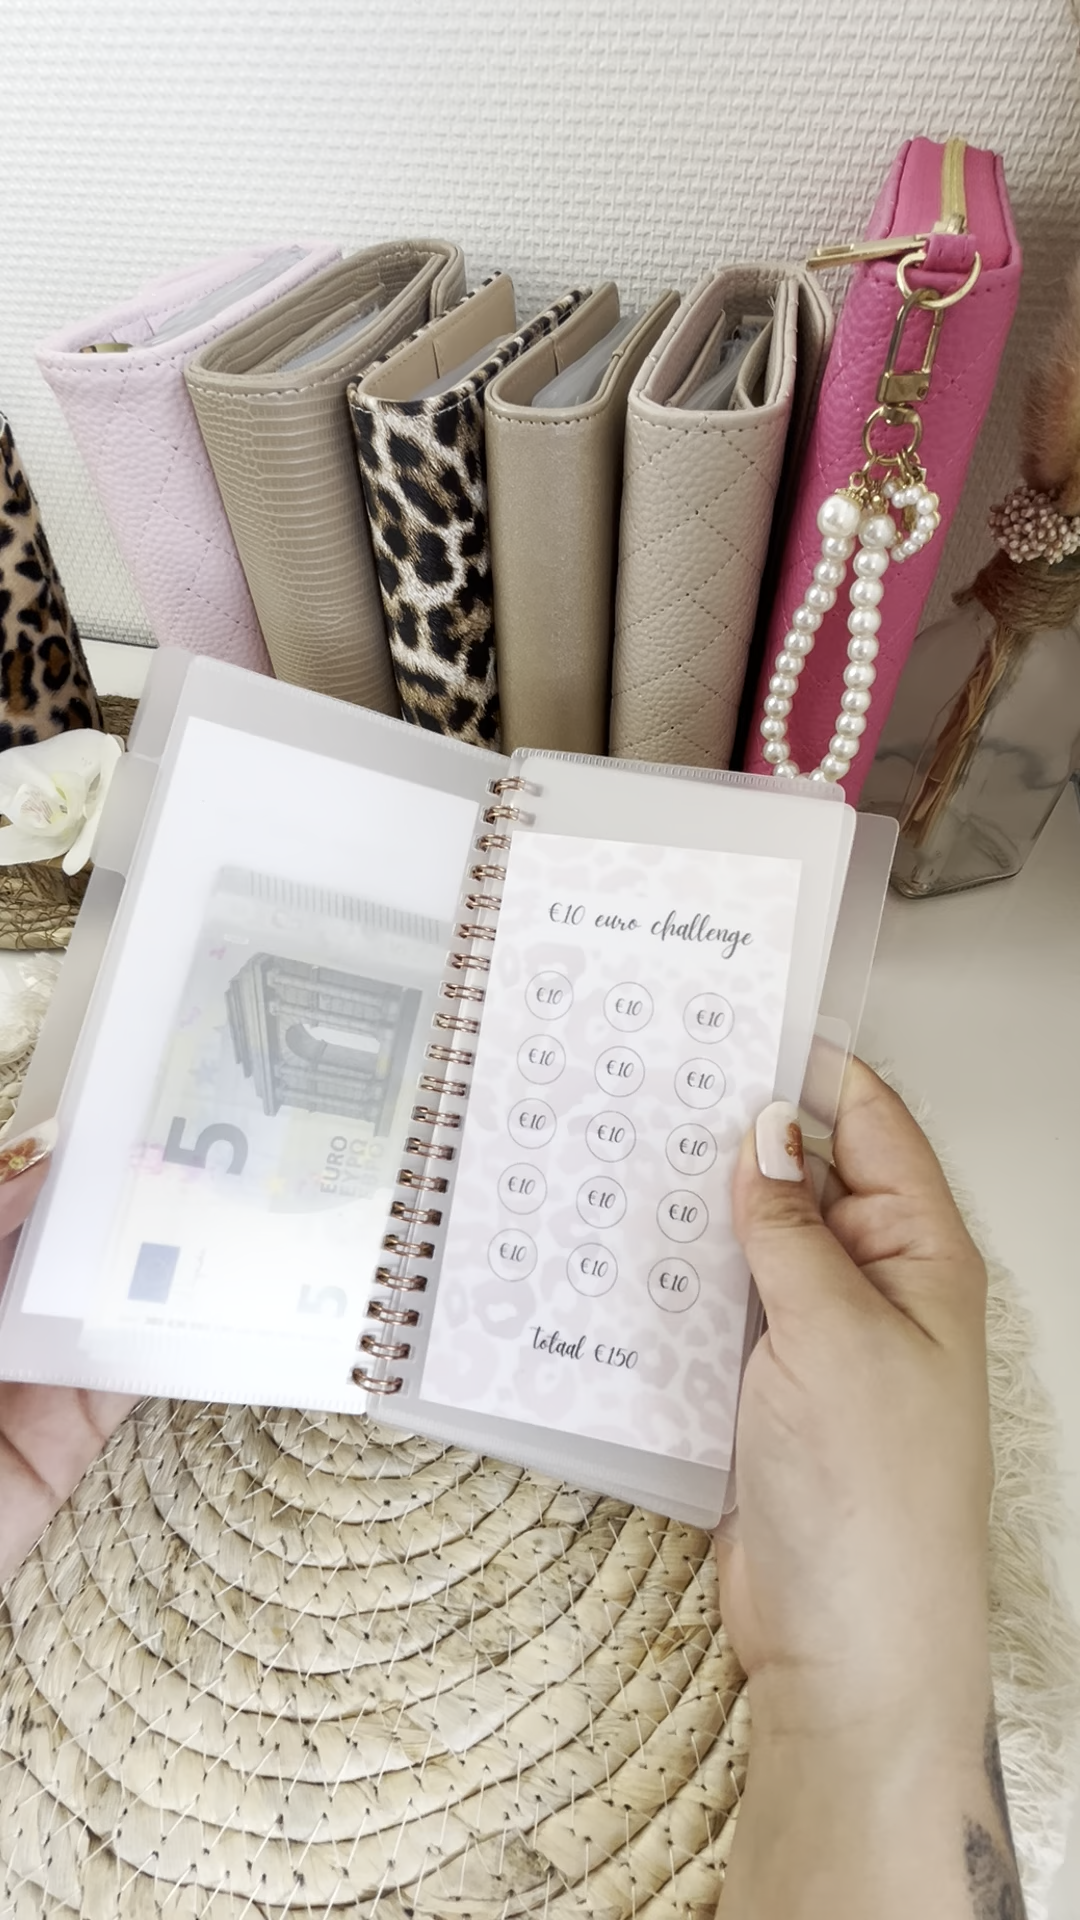 5
EURO
ΕΥΡΩ
5
€10 euro challenge
€10 €10 €10
€10 €10 €10
€10 €10 €10
€10 €10 €10
€10 €10 €10
totaal €150